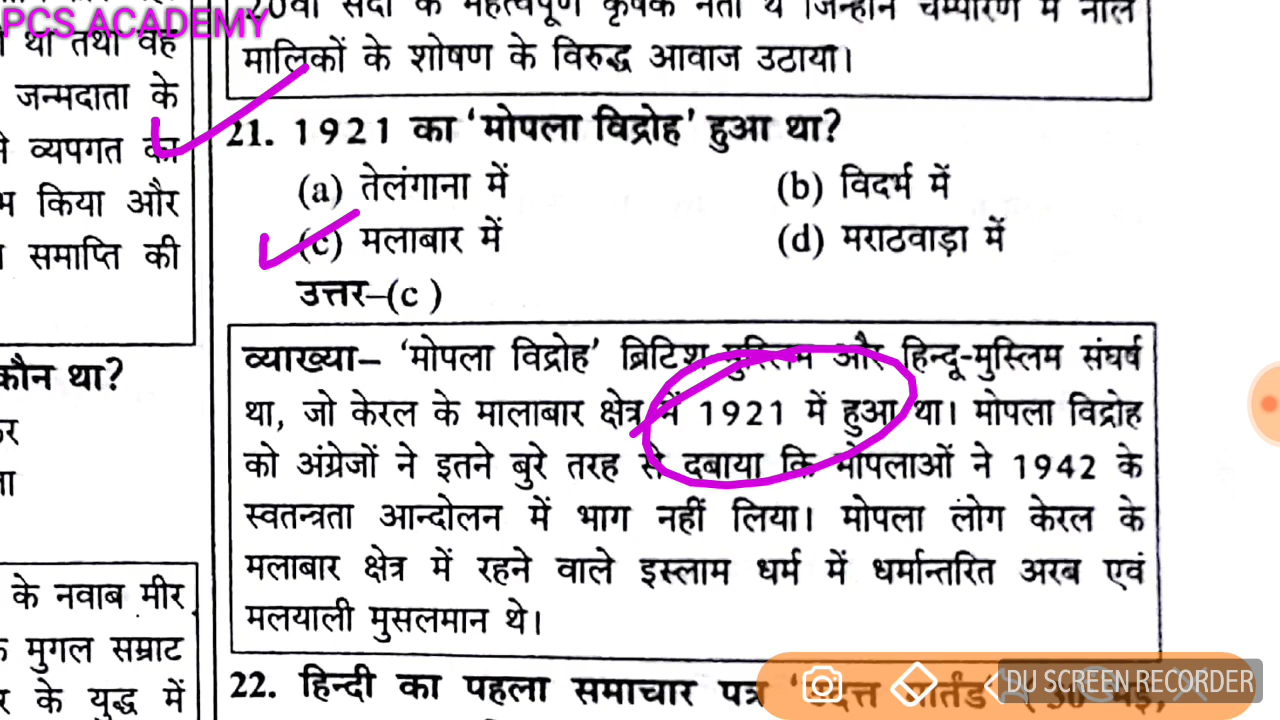 PCS ACADEMY
था तथा वह
जन्मदाता के
व्यपगत का
किया और
समाप्ति की
कौन था?
के नवाब मीर
मुगल सम्राट
के युद्ध में
मालिकों के शोषण के विरुद्ध आवाज उठाया।
21. 1921 का 'मोपला विद्रोह' हुआ था?
(a) तेलंगाना में (b) विदर्भ में
(c) मलाबार में (d) मराठवाड़ा में
उत्तर–(c )
व्याख्या– 'मोपला विद्रोह' ब्रिटिश मुस्लिम और हिन्दू-मुस्लिम संघर्ष
था, जो केरल के मालाबार क्षेत्र में 1921 में हुआ था। मोपला विद्रोह
को अंग्रेजों ने इतने बुरे तरह से दबाया कि मोपलाओं ने 1942 के
स्वतन्त्रता आन्दोलन में भाग नहीं लिया। मोपला लोग केरल के
मलाबार क्षेत्र में रहने वाले इस्लाम धर्म में धर्मान्तरित अरब एवं
मलयाली मुसलमान थे।
22. हिन्दी का पहला समाचार पत्र
DU SCREEN RECORDER